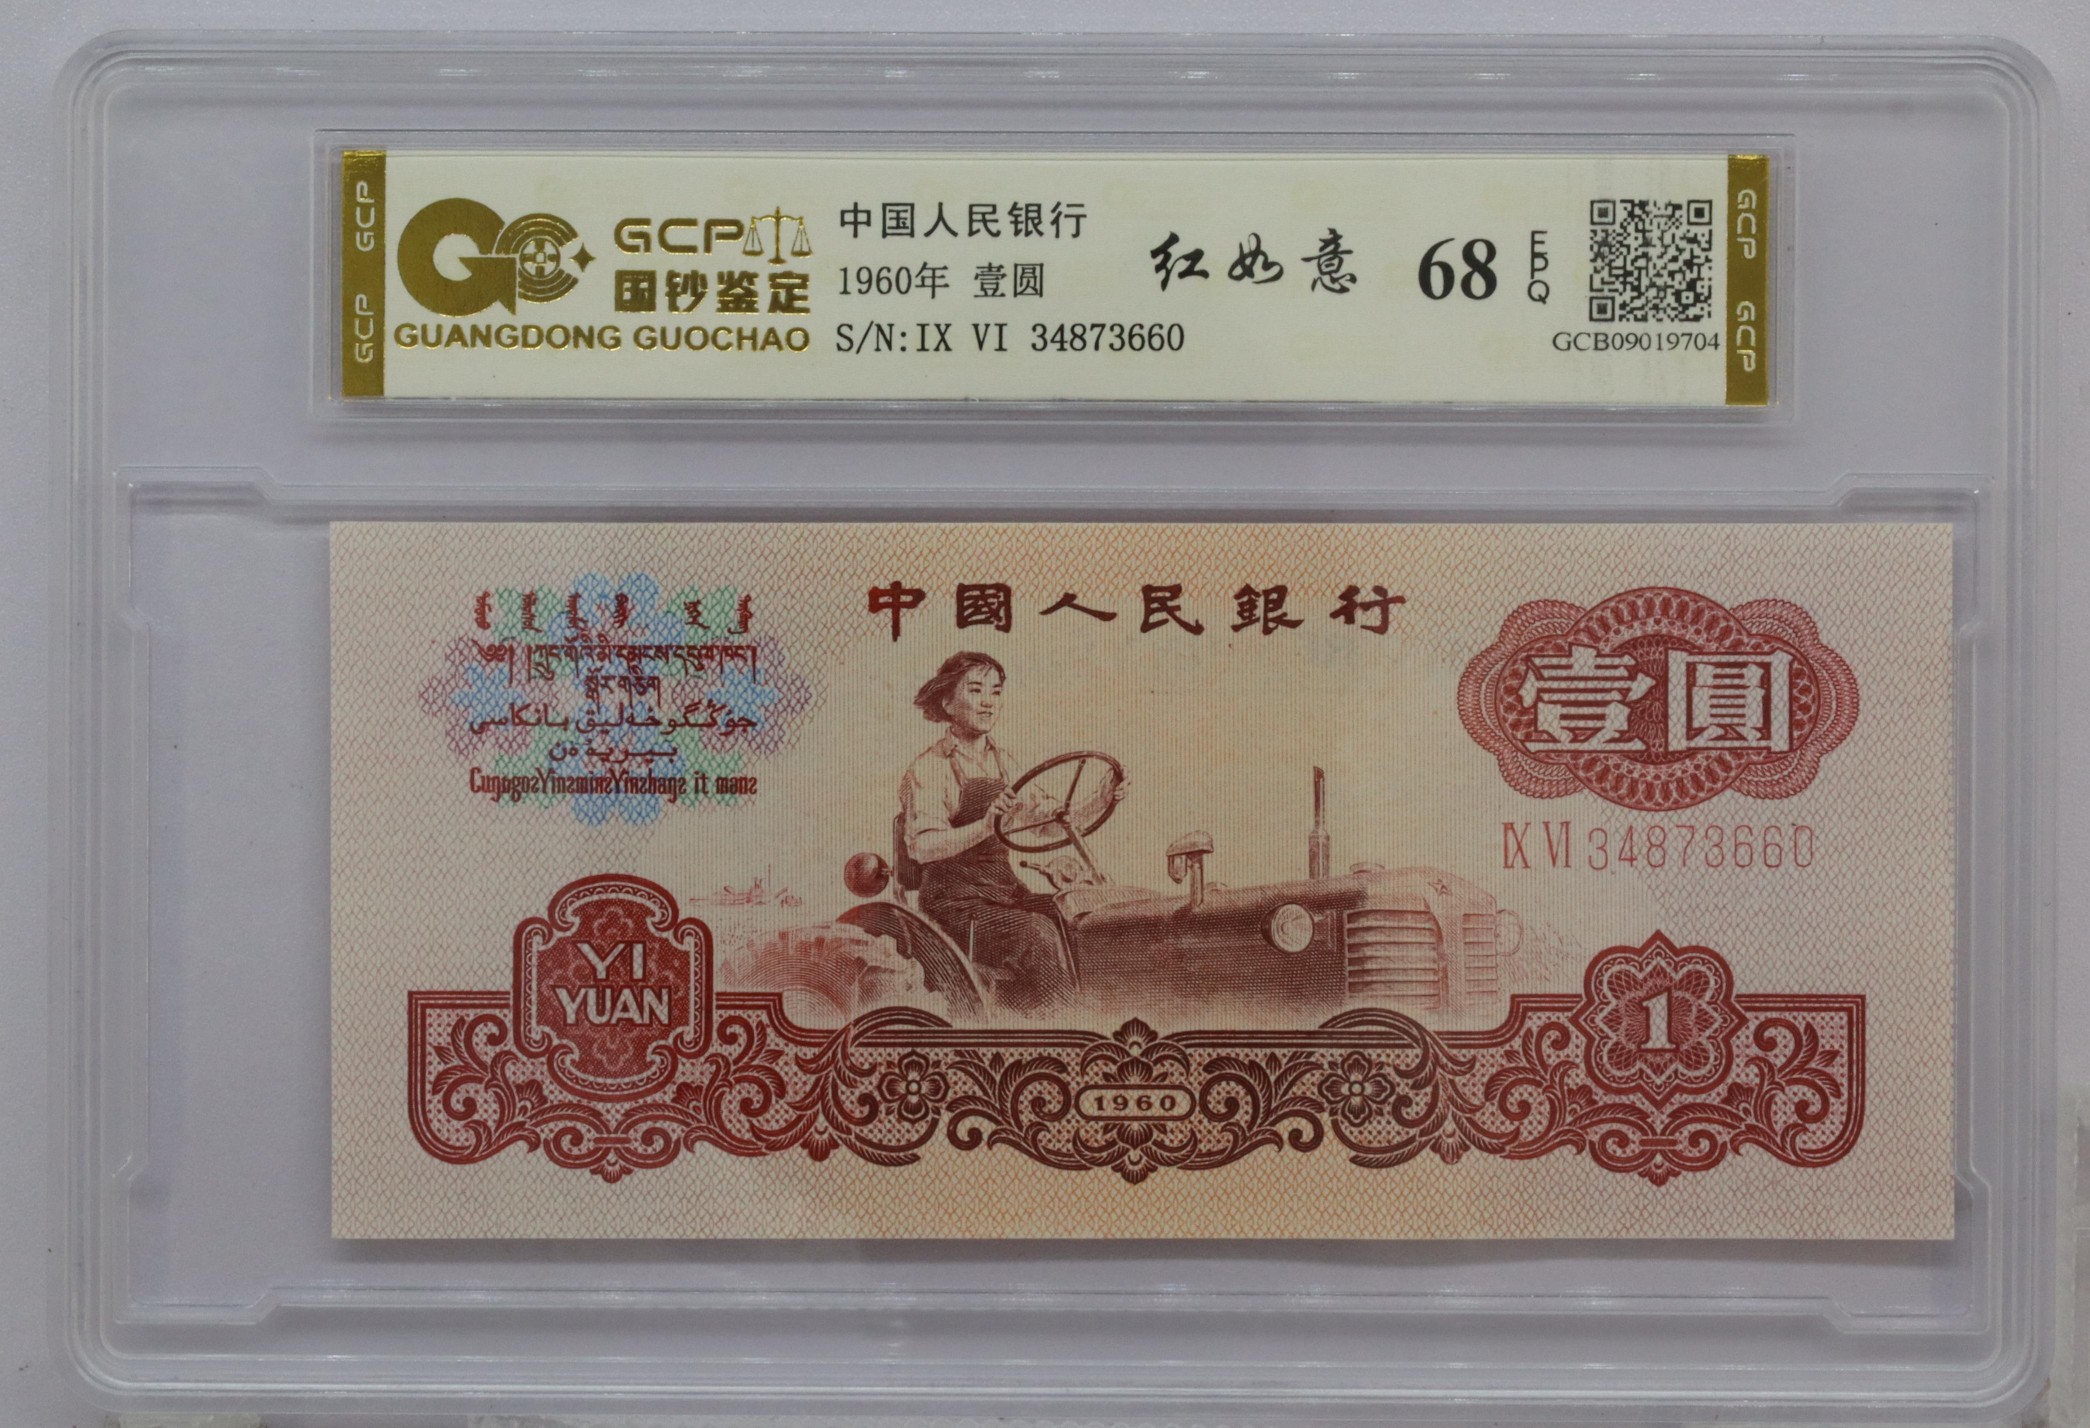 GCP
GCP
GCP
国钞鉴定
GUANGDONG GUOCHAO
中国人民银行
1960年 壹圆
S/N:IX VI 34873660
红如意
68
EPQ
GCB09019704
GCP
GCP
中國人民銀行
壹圓
IX VI 34873660
YI
YUAN
1
1960